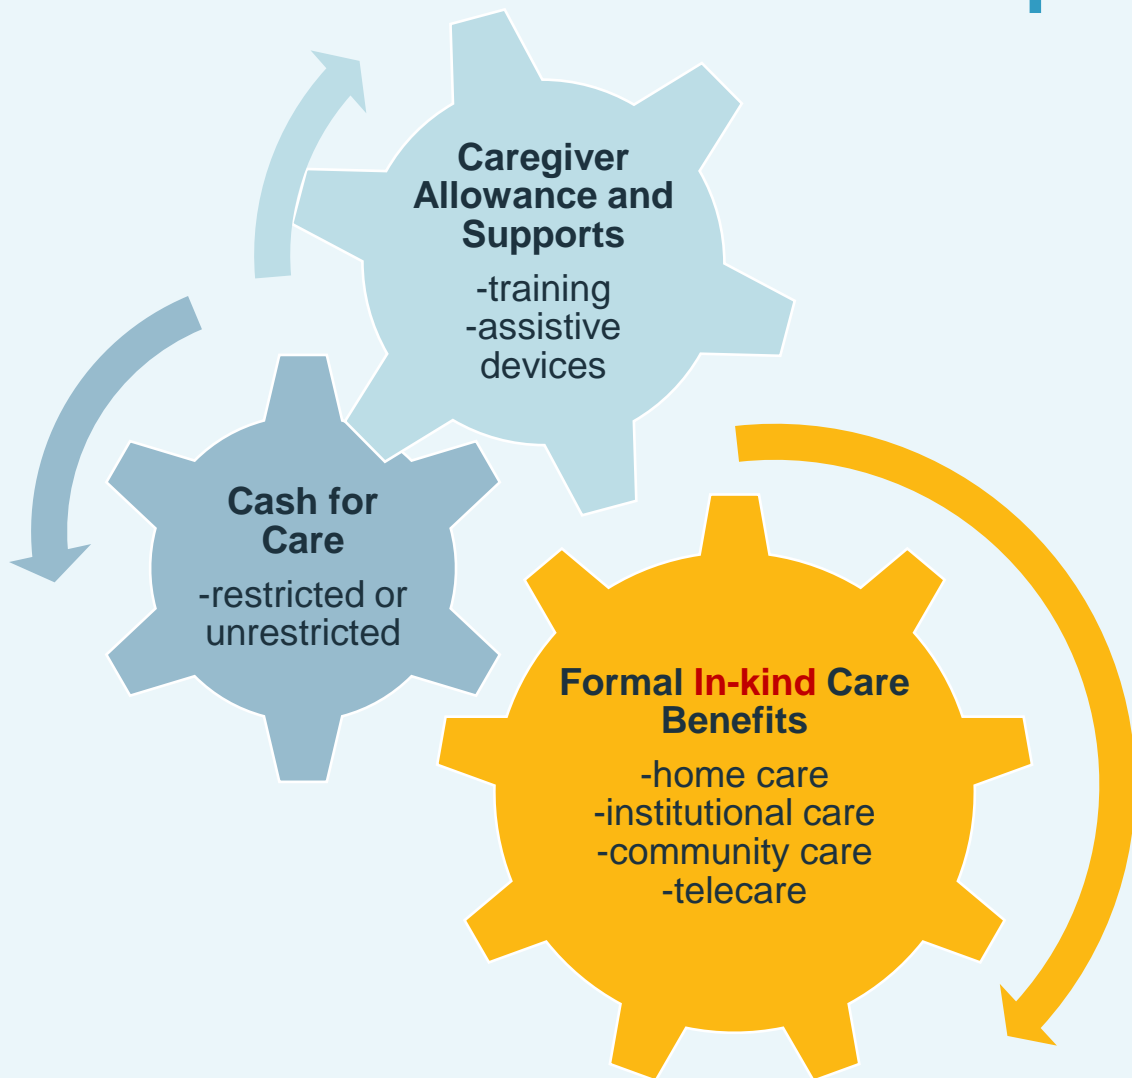 Caregiver
Allowance and
Supports
-training
-assistive
devices
Cash for
Care
-restricted or
unrestricted
Formal In-kind Care
Benefits
-home care
-institutional care
-community care
-telecare